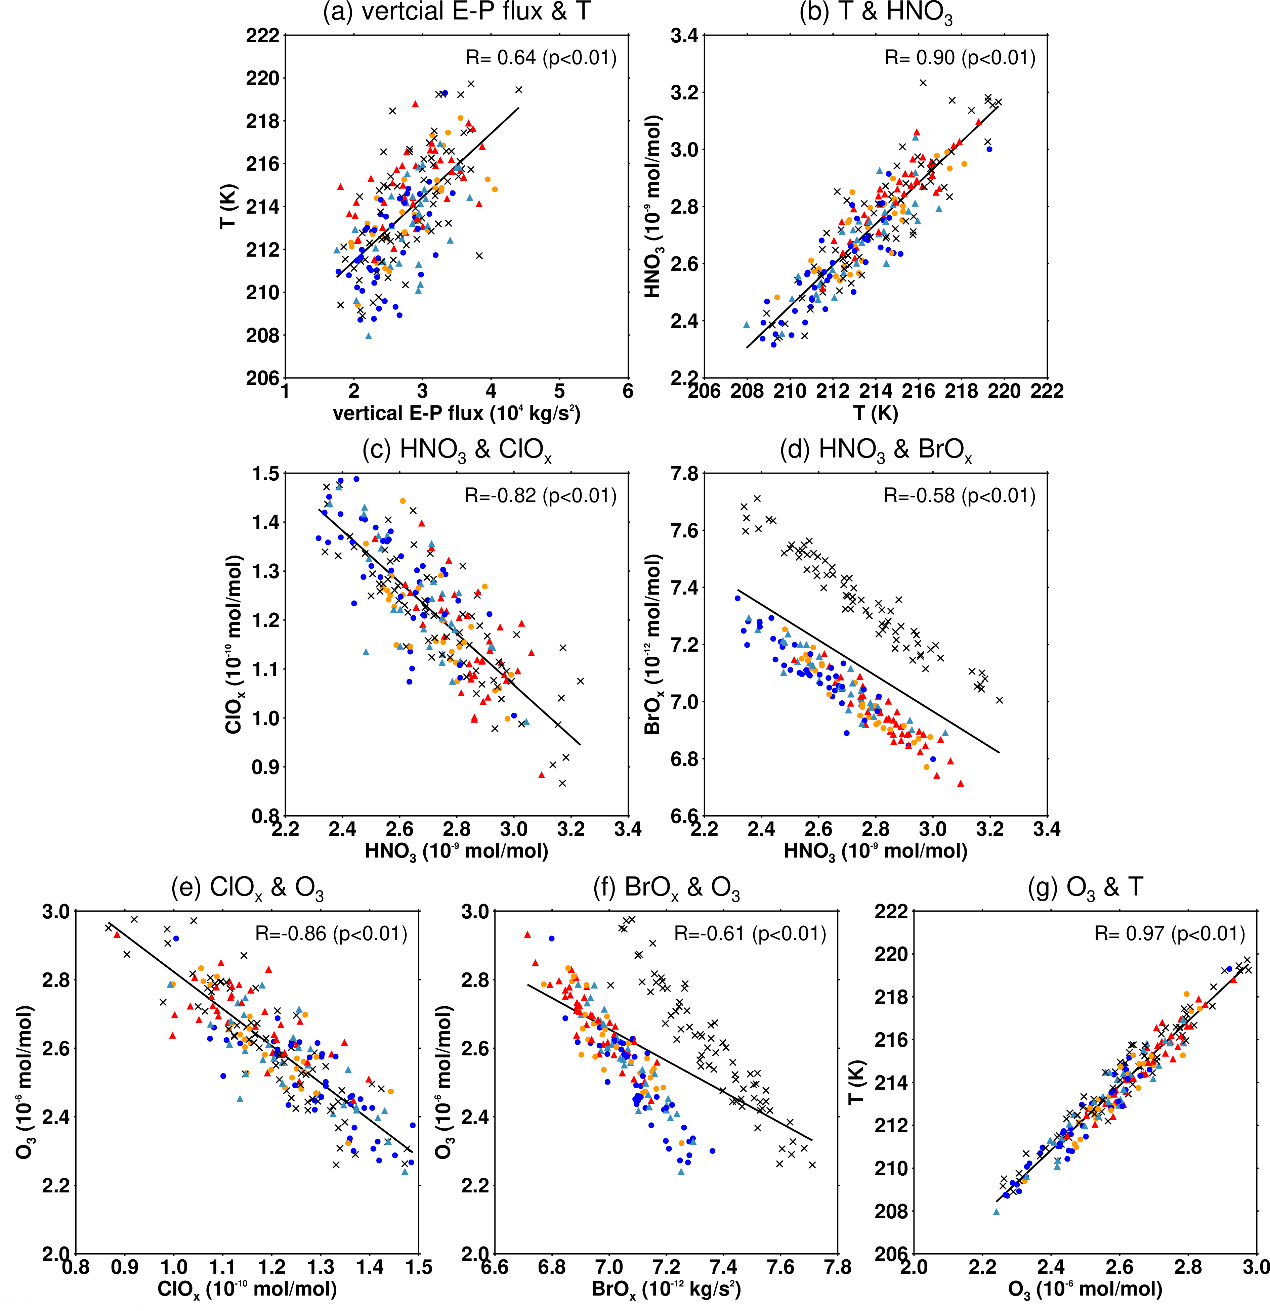 (a) vertcial E-P flux & T
222
220
218
216
214
212
210
208
206
T (K)
R= 0.64 (p<0.01)
1 2 3 4 5 6
vertical E-P flux (10⁴ kg/s²)
(b) T & HNO₃
3.4
3.2
3.0
2.8
2.6
2.4
2.2
HNO₃ (10⁻⁹ mol/mol)
R= 0.90 (p<0.01)
206 208 210 212 214 216 218 220 222
T (K)
(c) HNO₃ & ClOₓ
1.5
1.4
1.3
1.2
1.1
1.0
0.9
0.8
ClOₓ (10⁻¹⁰ mol/mol)
R=-0.82 (p<0.01)
2.2 2.4 2.6 2.8 3.0 3.2 3.4
HNO₃ (10⁻⁹ mol/mol)
(d) HNO₃ & BrOₓ
7.8
7.6
7.4
7.2
7.0
6.8
6.6
BrOₓ (10⁻¹² mol/mol)
R=-0.58 (p<0.01)
2.2 2.4 2.6 2.8 3.0 3.2 3.4
HNO₃ (10⁻⁹ mol/mol)
(e) ClOₓ & O₃
3.0
2.8
2.6
2.4
2.2
2.0
O₃ (10⁻⁶ mol/mol)
R=-0.86 (p<0.01)
0.8 0.9 1.0 1.1 1.2 1.3 1.4 1.5
ClOₓ (10⁻¹⁰ mol/mol)
(f) BrOₓ & O₃
3.0
2.8
2.6
2.4
2.2
2.0
O₃ (10⁻⁶ mol/mol)
R=-0.61 (p<0.01)
6.6 7.0 7.4 7.8
BrOₓ (10⁻¹² kg/s²)
(g) O₃ & T
222
220
218
216
214
212
210
208
206
T (K)
R= 0.97 (p<0.01)
2.0 2.2 2.4 2.6 2.8 3.0
O₃ (10⁻⁶ mol/mol)